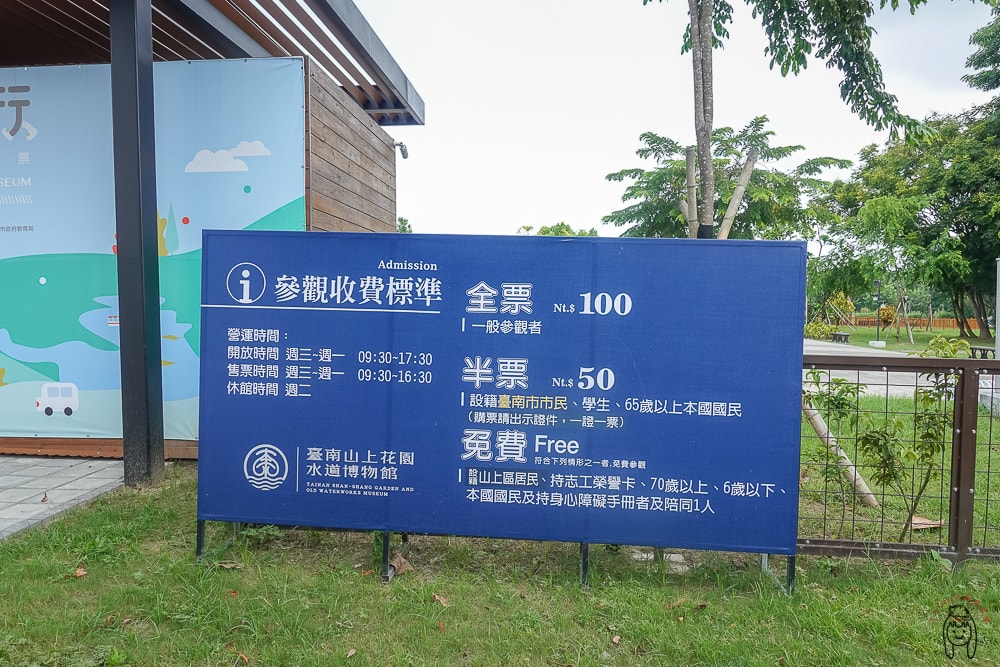 行
票
SEUM
市政府教育局
Admission
i 參觀收費標準
營運時間：
開放時間 週三~週一 09:30-17:30
售票時間 週三~週一 09:30-16:30
休館時間 週二
臺南山上花園
水道博物館
TAINAN SHAN-SHANG GARDEN AND
OLD WATERWORKS MUSEUM
全票 Nt.$ 100
一般參觀者
半票 Nt.$ 50
設籍臺南市市民、學生、65歲以上本國國民
(購票請出示證件，一證一票)
免費 Free
符合下列情形之一者,免費參觀
設籍山上區居民、持志工榮譽卡、70歲以上、6歲以下、
本國國民及持身心障礙手冊者及陪同1人